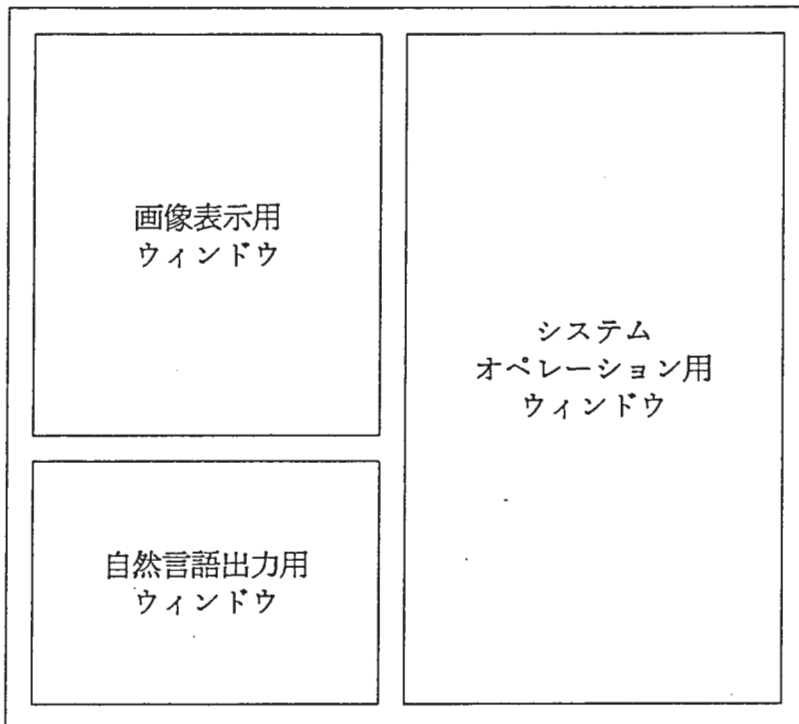 画像表示用
ウィンドウ
システム
オペレーション用
ウィンドウ
自然言語出力用
ウィンドウ